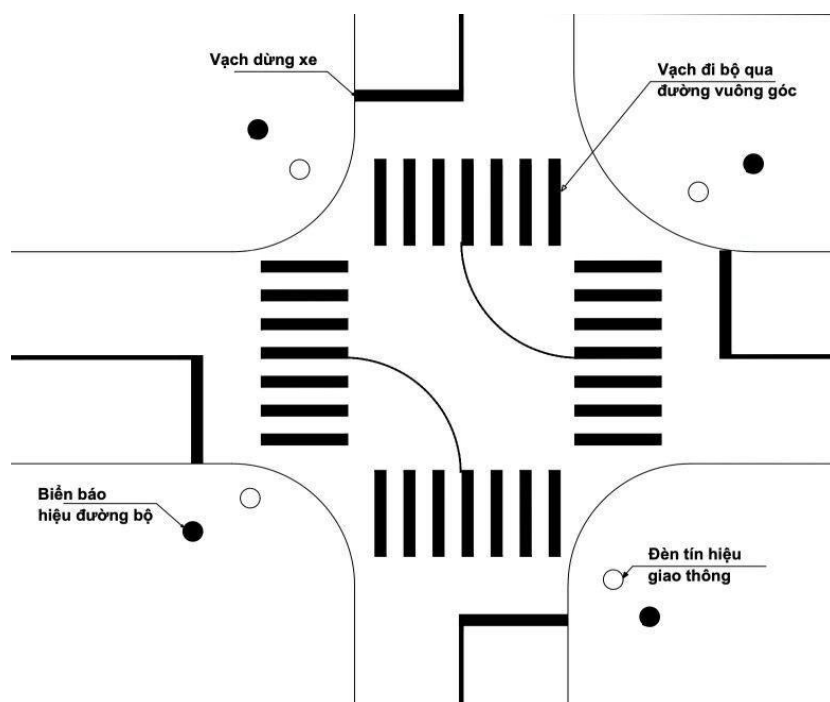 Vạch dừng xe
Vạch đi bộ qua
đường vuông góc
Biển báo
hiệu đường bộ
Đèn tín hiệu
giao thông